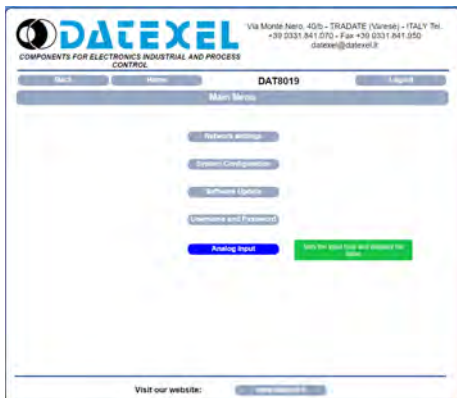 DATEXEL
Via Monte Nero, 40/b - TRADATE (Varese) - ITALY Tel.
+39 0331.841.070 - Fax +39 0331.841.950
datexel@datexel.it
COMPONENTS FOR ELECTRONICS INDUSTRIAL AND PROCESS
CONTROL
Back
Home
DAT8019
Logout
Main Menu
Network settings
System Configuration
Software Update
Username and Password
Analog Input
Visit our website:
www.datexel.it